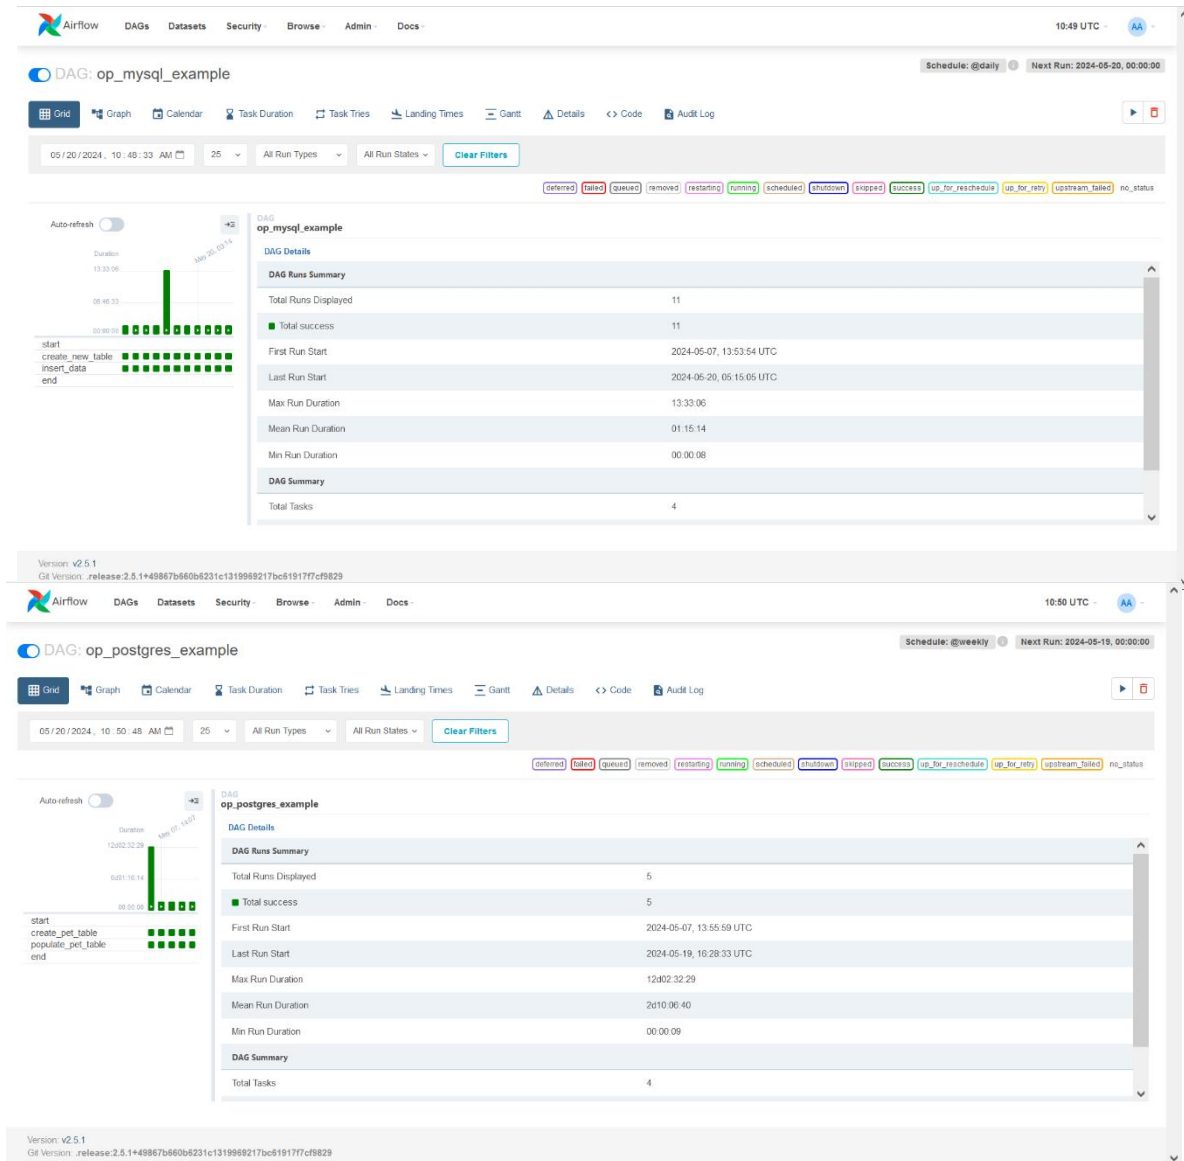 Airflow DAGs Datasets Security Browse Admin Docs 10:49 UTC AA
DAG: op_mysql_example Schedule: @daily Next Run: 2024-05-20, 00:00:00
Grid Graph Calendar Task Duration Task Tries Landing Times Gantt Details <> Code Audit Log
05/20/2024, 10:48:33 AM 25 All Run Types All Run States Clear Filters
deferred failed queued removed restarting running scheduled shutdown skipped success up_for_reschedule up_for_retry upstream_failed no_status
Auto-refresh
Duration
May 20, 00:14
13:33:06
06:46:33
00:00:00
start
create_new_table
insert_data
end
DAG
op_mysql_example
DAG Details
DAG Runs Summary
Total Runs Displayed 11
Total success 11
First Run Start 2024-05-07, 13:53:54 UTC
Last Run Start 2024-05-20, 05:15:05 UTC
Max Run Duration 13:33:06
Mean Run Duration 01:15:14
Min Run Duration 00:00:08
DAG Summary
Total Tasks 4
Version: v2.5.1
Git Version: .release:2.5.1+49867b660b6231c1319969217bc61917f7cf9829
Airflow DAGs Datasets Security Browse Admin Docs 10:50 UTC AA
DAG: op_postgres_example Schedule: @weekly Next Run: 2024-05-19, 00:00:00
Grid Graph Calendar Task Duration Task Tries Landing Times Gantt Details <> Code Audit Log
05/20/2024, 10:50:48 AM 25 All Run Types All Run States Clear Filters
deferred failed queued removed restarting running scheduled shutdown skipped success up_for_reschedule up_for_retry upstream_failed no_status
Auto-refresh
Duration
May 07, 14:07
12d02:32:29
6d01:16:14
00:00:00
start
create_pet_table
populate_pet_table
end
DAG
op_postgres_example
DAG Details
DAG Runs Summary
Total Runs Displayed 5
Total success 5
First Run Start 2024-05-07, 13:55:59 UTC
Last Run Start 2024-05-19, 16:28:33 UTC
Max Run Duration 12d02:32:29
Mean Run Duration 2d10:06:40
Min Run Duration 00:00:09
DAG Summary
Total Tasks 4
Version: v2.5.1
Git Version: .release:2.5.1+49867b660b6231c1319969217bc61917f7cf9829